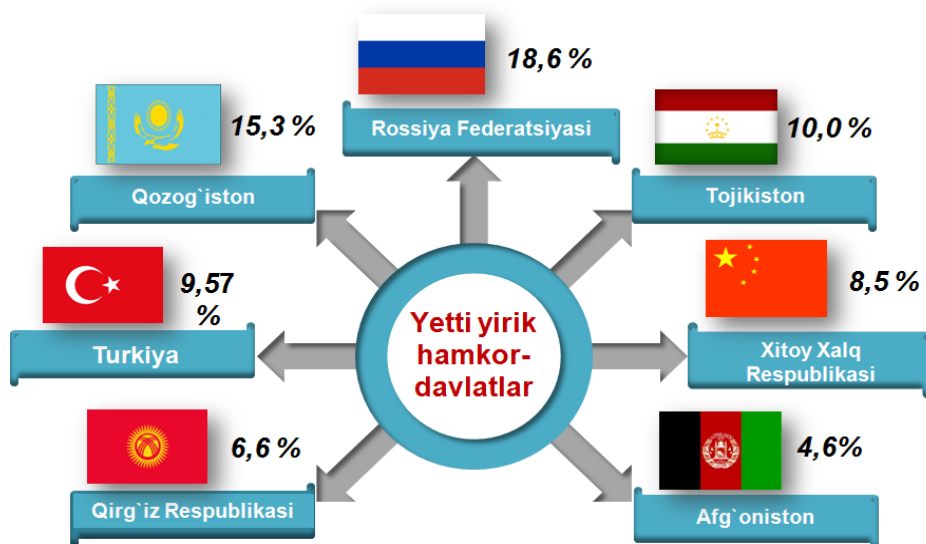 18,6 %
Rossiya Federatsiyasi
15,3 %
Qozog`iston
10,0 %
Tojikiston
9,57
%
Turkiya
8,5 %
Xitoy Xalq
Respublikasi
Yetti yirik
hamkor-
davlatlar
6,6 %
Qirg`iz Respublikasi
4,6%
Afg`oniston